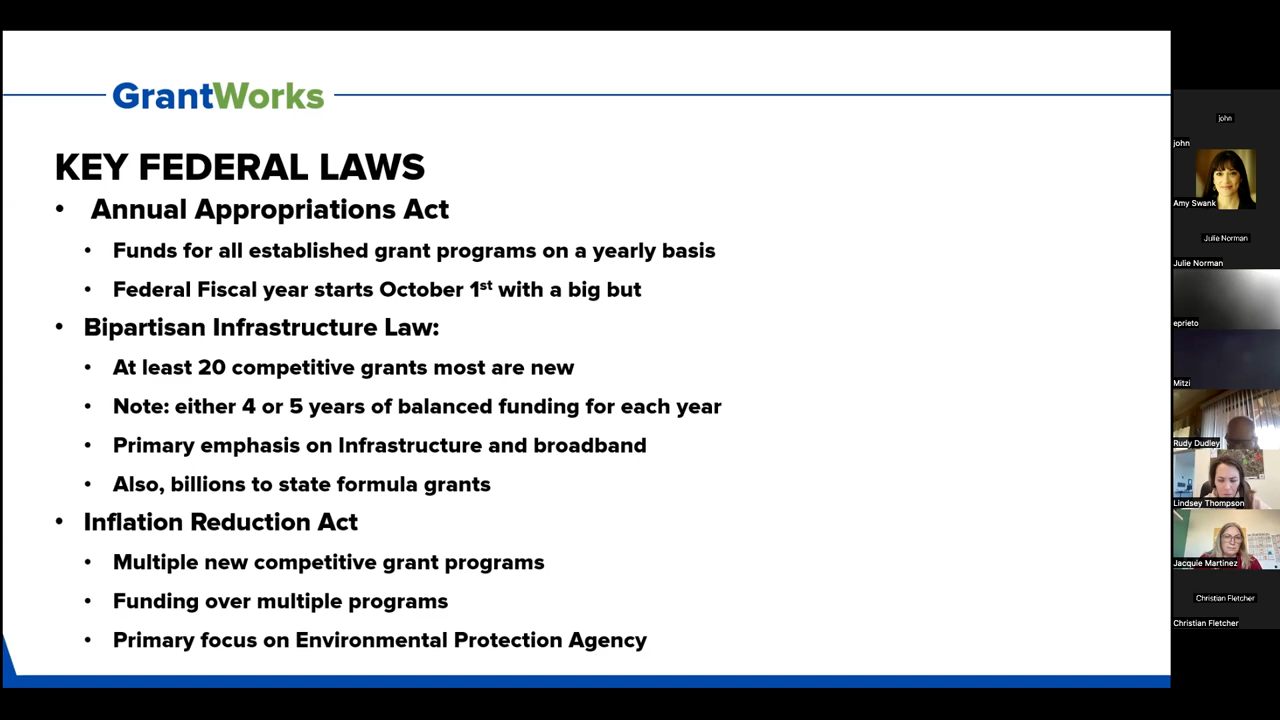 GrantWorks
KEY FEDERAL LAWS
• Annual Appropriations Act
• Funds for all established grant programs on a yearly basis
• Federal Fiscal year starts October 1st with a big but
• Bipartisan Infrastructure Law:
• At least 20 competitive grants most are new
• Note: either 4 or 5 years of balanced funding for each year
• Primary emphasis on Infrastructure and broadband
• Also, billions to state formula grants
• Inflation Reduction Act
• Multiple new competitive grant programs
• Funding over multiple programs
• Primary focus on Environmental Protection Agency
john
john
Amy Swank
Julie Norman
Julie Norman
eprieto
Mitzi
Rudy Dudley
Lindsey Thompson
Jacquie Martinez
Christian Fletcher
Christian Fletcher